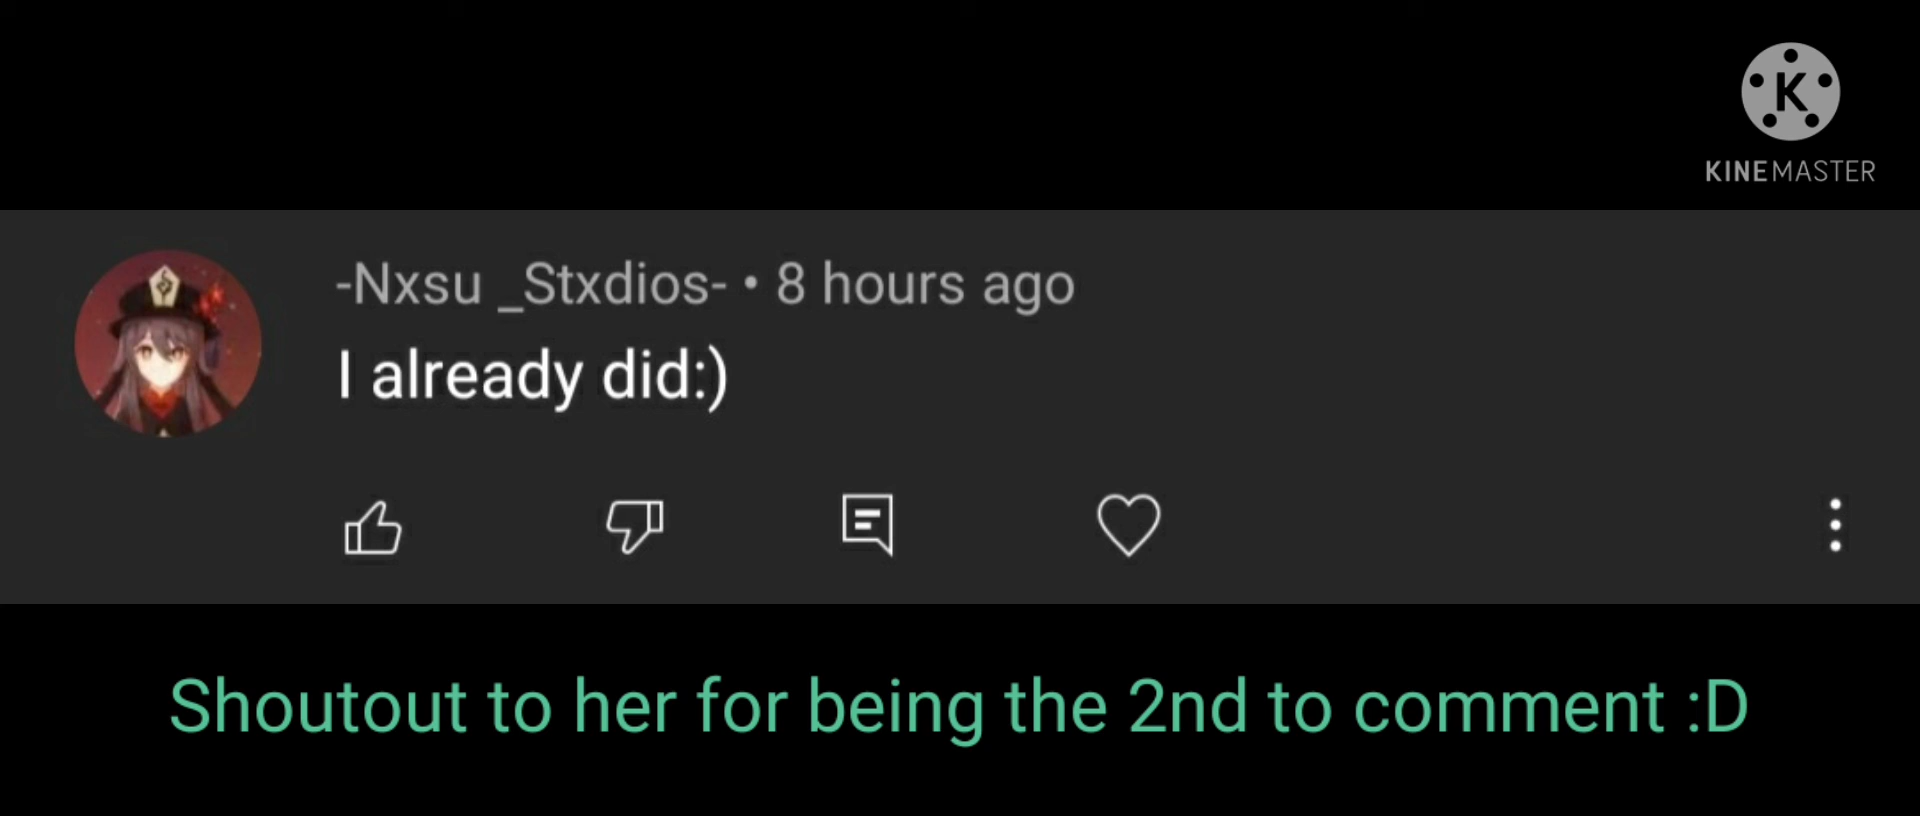 K
KINEMASTER
-Nxsu _Stxdios- • 8 hours ago
I already did:)
Shoutout to her for being the 2nd to comment :D